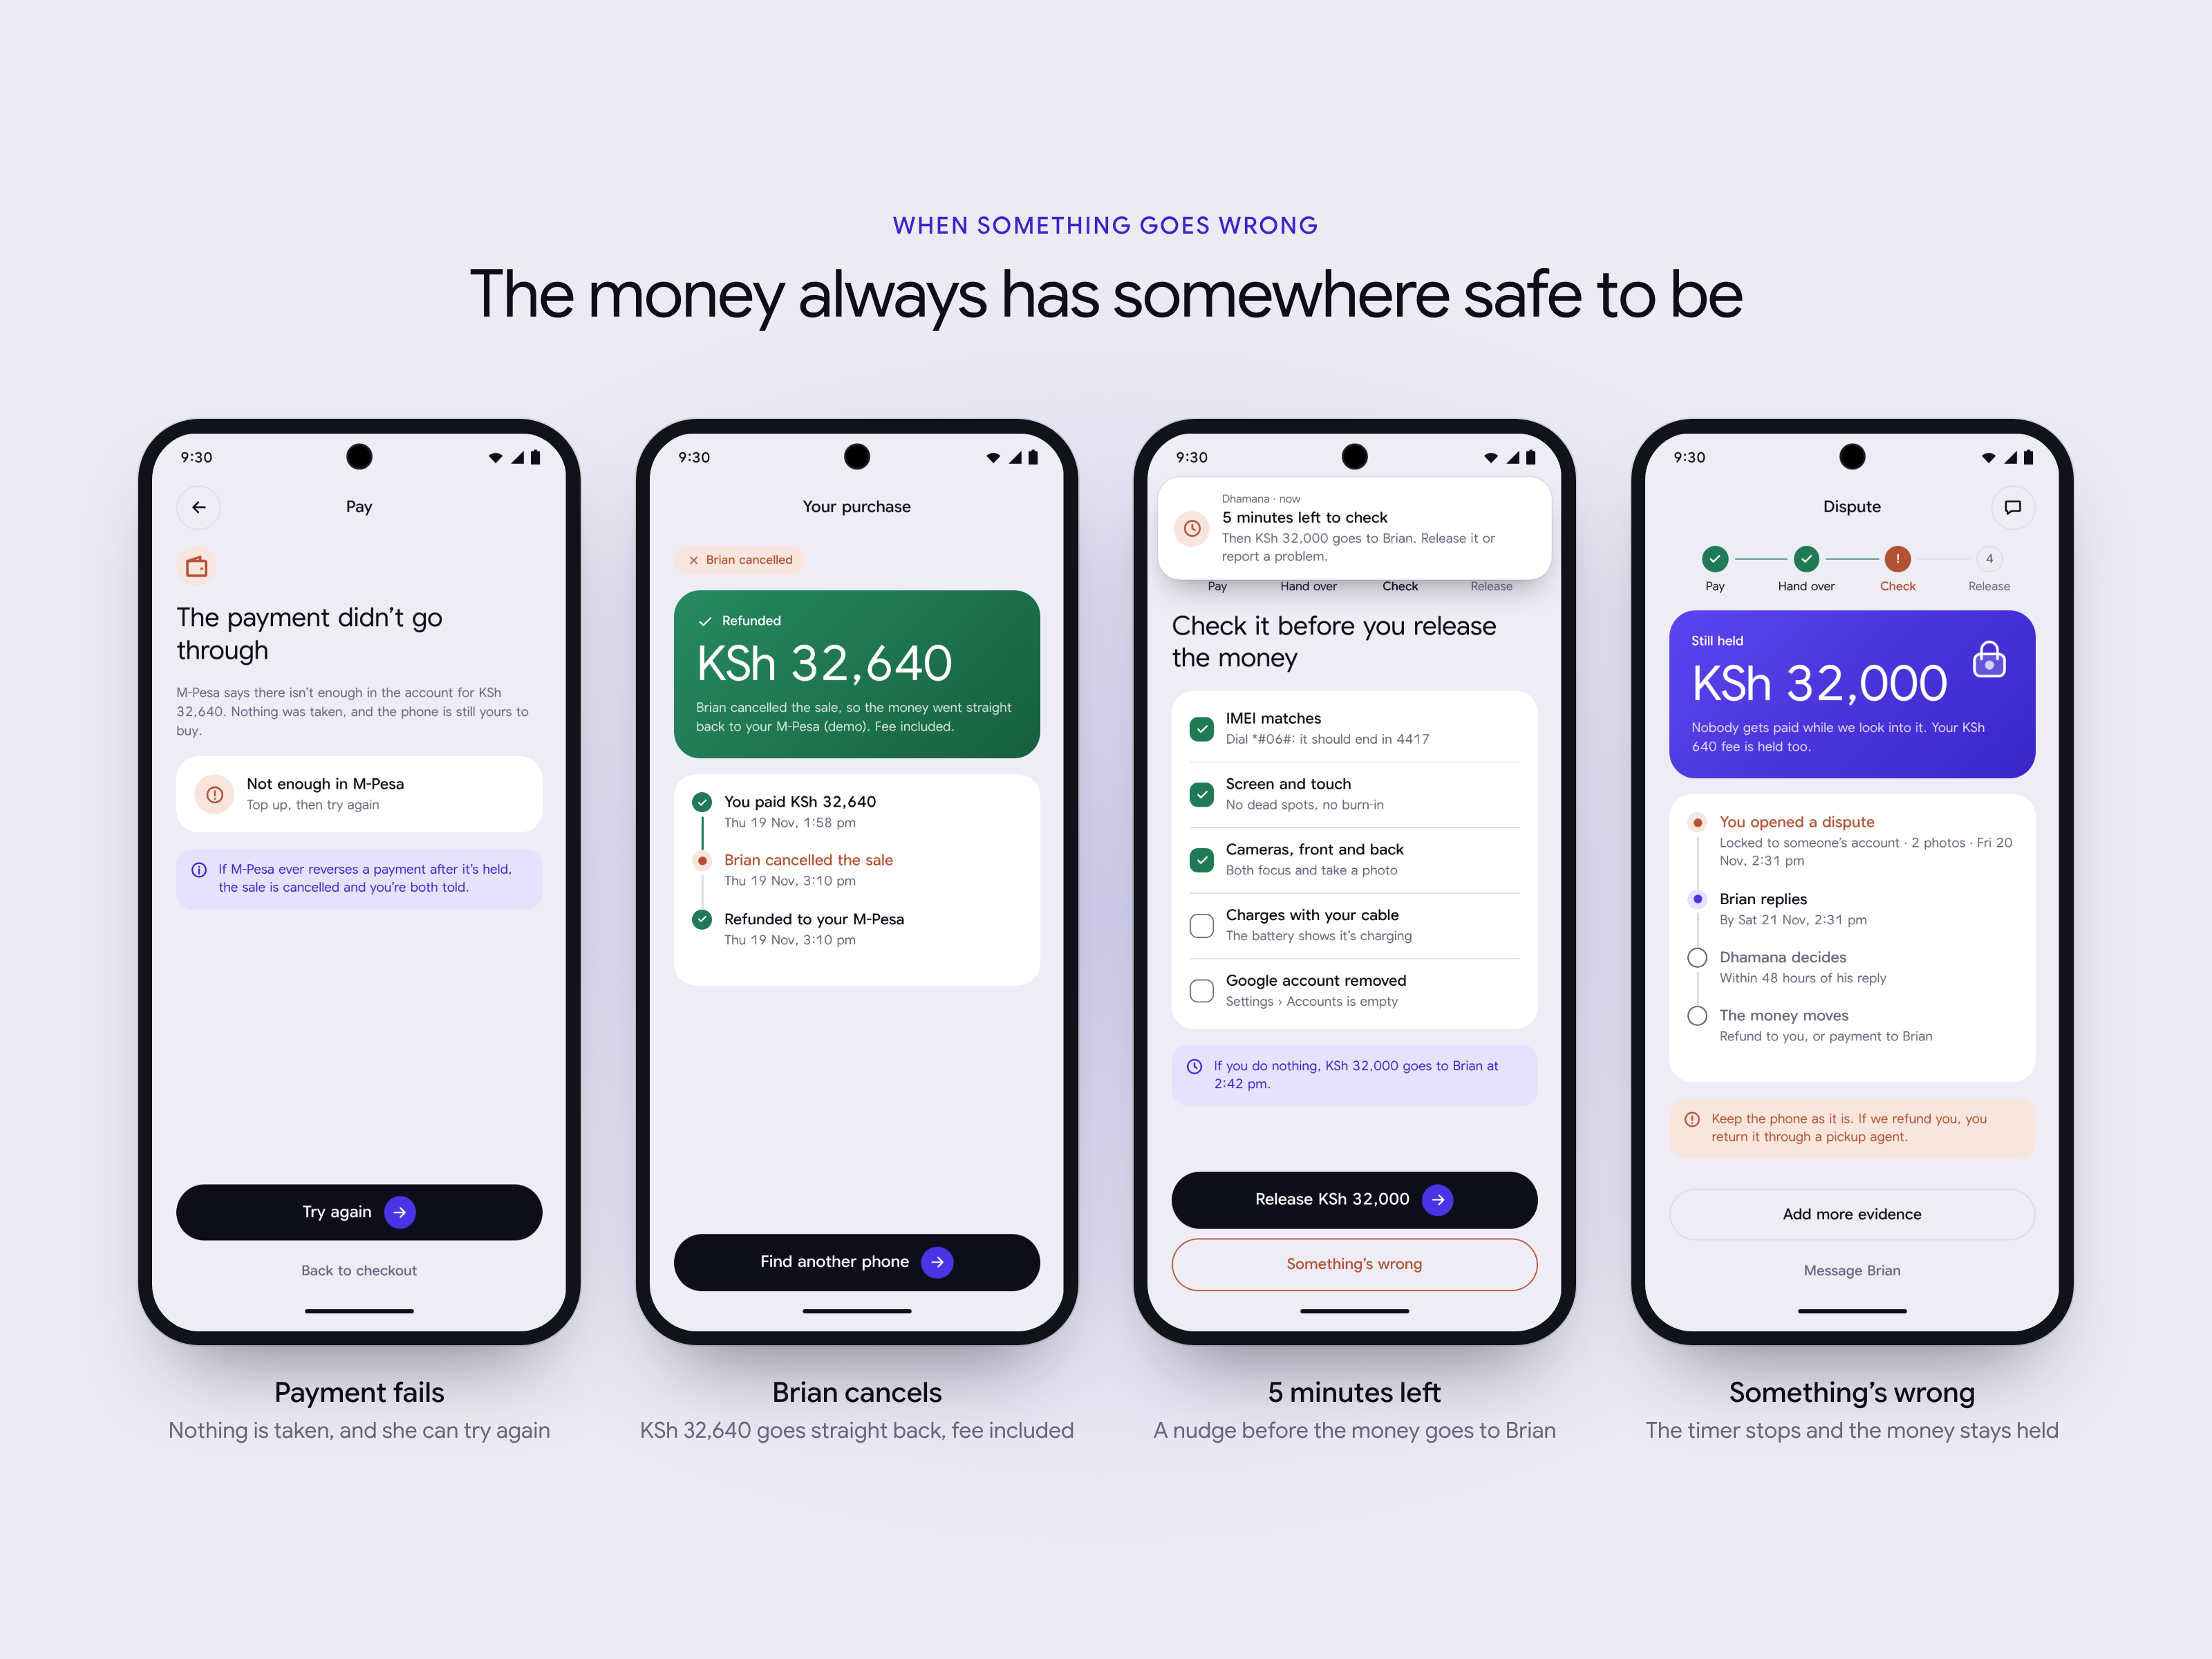 WHEN SOMETHING GOES WRONG
The money always has somewhere safe to be
9:30
Pay
The payment didn’t go
through
M-Pesa says there isn’t enough in the account for KSh
32,640. Nothing was taken, and the phone is still yours to
buy.
Not enough in M-Pesa
Top up, then try again
If M-Pesa ever reverses a payment after it’s held,
the sale is cancelled and you’re both told.
Try again
Back to checkout
Payment fails
Nothing is taken, and she can try again
9:30
Your purchase
Brian cancelled
Refunded
KSh 32,640
Brian cancelled the sale, so the money went straight
back to your M-Pesa (demo). Fee included.
You paid KSh 32,640
Thu 19 Nov, 1:58 pm
Brian cancelled the sale
Thu 19 Nov, 3:10 pm
Refunded to your M-Pesa
Thu 19 Nov, 3:10 pm
Find another phone
Brian cancels
KSh 32,640 goes straight back, fee included
9:30
Dhamana · now
5 minutes left to check
Then KSh 32,000 goes to Brian. Release it or
report a problem.
Pay Hand over Check Release
Check it before you release
the money
IMEI matches
Dial *#06#: it should end in 4417
Screen and touch
No dead spots, no burn-in
Cameras, front and back
Both focus and take a photo
Charges with your cable
The battery shows it’s charging
Google account removed
Settings › Accounts is empty
If you do nothing, KSh 32,000 goes to Brian at
2:42 pm.
Release KSh 32,000
Something’s wrong
5 minutes left
A nudge before the money goes to Brian
9:30
Dispute
! 4
Pay Hand over Check Release
Still held
KSh 32,000
Nobody gets paid while we look into it. Your KSh
640 fee is held too.
You opened a dispute
Locked to someone’s account · 2 photos · Fri 20
Nov, 2:31 pm
Brian replies
By Sat 21 Nov, 2:31 pm
Dhamana decides
Within 48 hours of his reply
The money moves
Refund to you, or payment to Brian
Keep the phone as it is. If we refund you, you
return it through a pickup agent.
Add more evidence
Message Brian
Something’s wrong
The timer stops and the money stays held